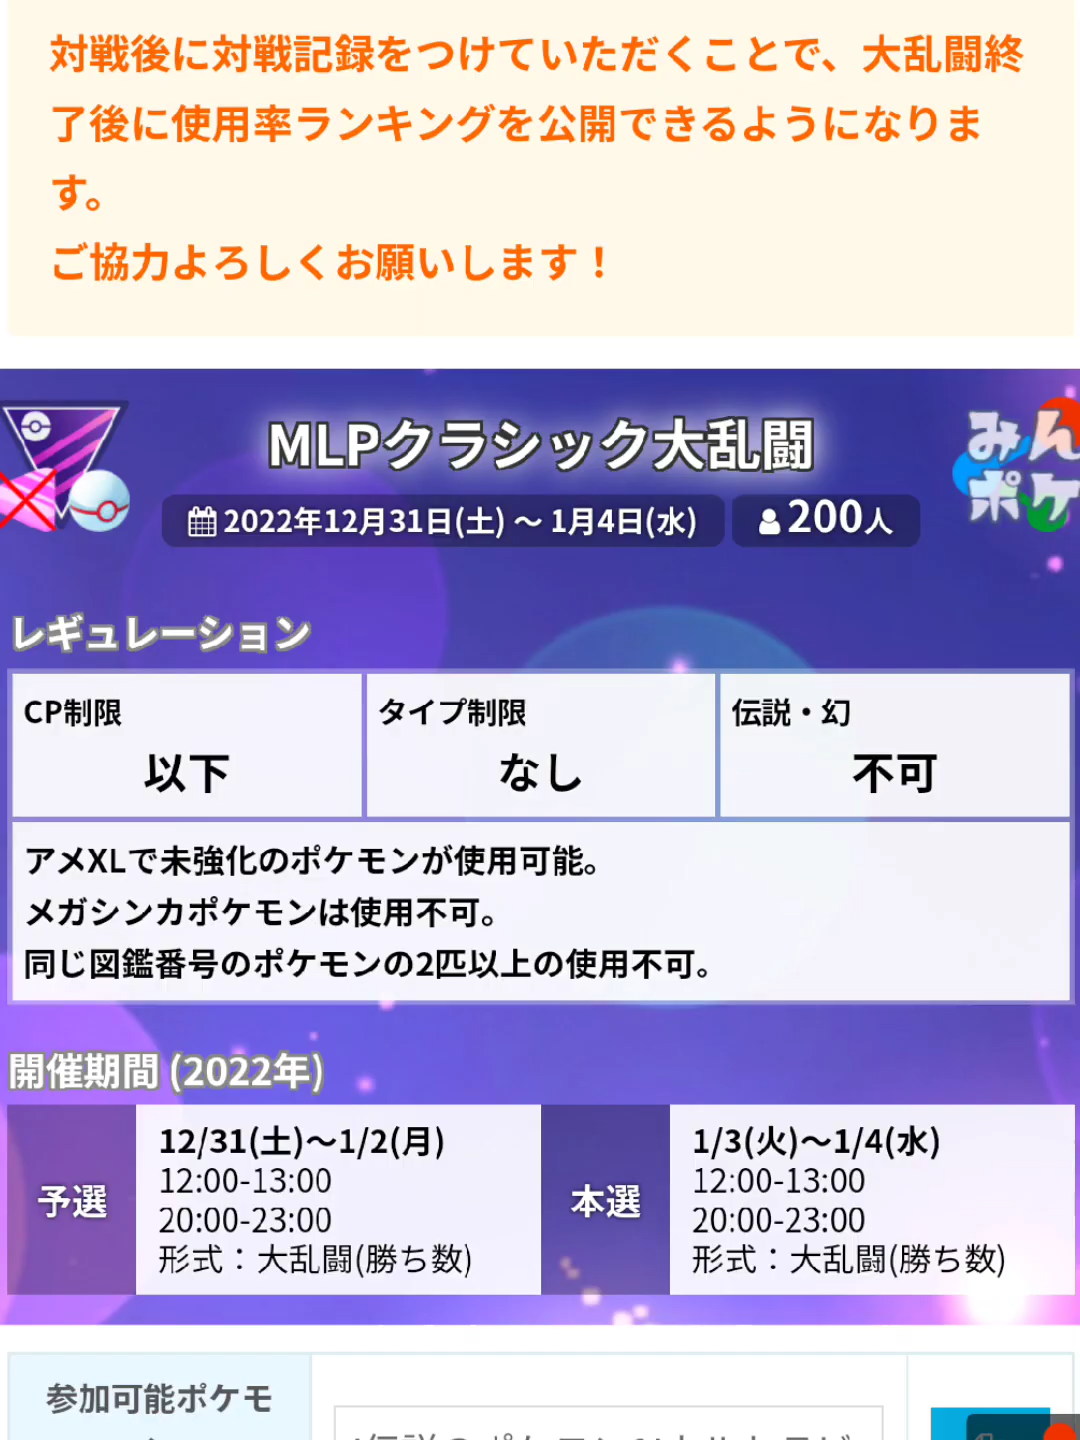 対戦後に対戦記録をつけていただくことで、大乱闘終
了後に使用率ランキングを公開できるようになりま
す。
ご協力よろしくお願いします！
MLPクラシック大乱闘
みん
ポケ
2022年12月31日(土) ～ 1月4日(水)
200人
レギュレーション
CP制限
以下
タイプ制限
なし
伝説・幻
不可
アメXLで未強化のポケモンが使用可能。
メガシンカポケモンは使用不可。
同じ図鑑番号のポケモンの2匹以上の使用不可。
開催期間 (2022年)
予選
12/31(土)～1/2(月)
12:00-13:00
20:00-23:00
形式：大乱闘(勝ち数)
本選
1/3(火)～1/4(水)
12:00-13:00
20:00-23:00
形式：大乱闘(勝ち数)
参加可能ポケモ